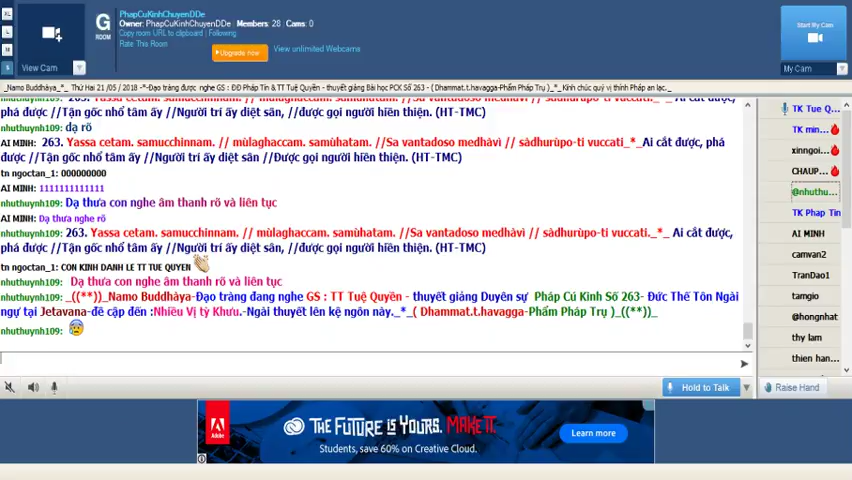 PhapCuKinhChuyenDDe
Owner: PhapCuKinhChuyenDDe | Members: 28 | Cams: 0
Copy room URL to clipboard | Following
Rate This Room
G
ROOM
Upgrade now
View unlimited Webcams
View Cam
Start My Cam
My Cam
_Namo Buddhàya_*_ Thứ Hai 21 /05 / 2018 -*-Đạo tràng được nghe GS : ĐĐ Pháp Tín & TT Tuệ Quyền - thuyết giảng Bài học PCK Số 263 - ( Dhammat.t.havagga-Phẩm Pháp Trụ )_*_ Kính chúc quý vị thính Pháp an lạc._
phá được //Tận gốc nhổ tâm ấy //Người trí ấy diệt sân, //được gọi người hiền thiện. (HT-TMC)
nhuthuynh109: dạ rõ
AI MINH: 263. Yassa cetam. samucchinnam. // mùlaghaccam. samùhatam. //Sa vantadoso medhàvì // sàdhurùpo-ti vuccati_*_Ai cắt được,
phá được //Tận gốc nhổ tâm ấy //Người trí ấy diệt sân //Được gọi người hiền thiện. (HT-TMC)
tn ngoctan_1: 000000000
AI MINH: 1111111111111
nhuthuynh109: Dạ thưa con nghe âm thanh rõ và liên tục
AI MINH: Dạ thưa nghe rõ
nhuthuynh109: 263. Yassa cetam. samucchinnam. // mùlaghaccam. samùhatam. //Sa vantadoso medhàvì // sàdhurùpo-ti vuccati._*_ Ai cắt được,
phá được //Tận gốc nhổ tâm ấy //Người trí ấy diệt sân, //được gọi người hiền thiện. (HT-TMC)
tn ngoctan_1: CON KINH DANH LE TT TUE QUYEN
nhuthuynh109: Dạ thưa con nghe âm thanh rõ và liên tục
nhuthuynh109: _((**))_Namo Buddhàya-Đạo tràng đang nghe GS : TT Tuệ Quyền - thuyết giảng Duyên sự Pháp Cú Kinh Số 263- Đức Thế Tôn Ngài
ngự tại Jetavana-đề cập đến :Nhiều Vị tỳ Khưu.-Ngài thuyết lên kệ ngôn này._*_( Dhammat.t.havagga-Phẩm Pháp Trụ )_((**))_
nhuthuynh109:
TK Tue Q...
TK min...
xinngoi...
CHAUP...
@nhuthu...
TK Phap Tin
AI MINH
camvan2
TranDao1
tamgio
@hongnhat
thy lam
thien han...
Hold to Talk
Raise Hand
Adobe
THE FUTURE IS YOURS. MAKE IT.
Students, save 60% on Creative Cloud.
Learn more